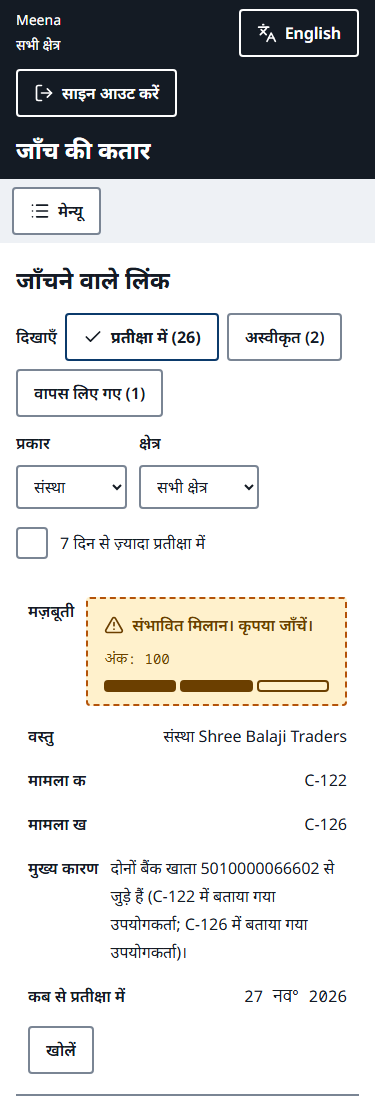 Meena
सभी क्षेत्र
English
साइन आउट करें
जाँच की कतार
मेन्यू
जाँचने वाले लिंक
दिखाएँ
प्रतीक्षा में (26)
अस्वीकृत (2)
वापस लिए गए (1)
प्रकार
क्षेत्र
संस्था
सभी क्षेत्र
7 दिन से ज़्यादा प्रतीक्षा में
मज़बूती
संभावित मिलान। कृपया जाँचें।
अंक: 100
वस्तु
संस्था Shree Balaji Traders
मामला क
C-122
मामला ख
C-126
मुख्य कारण
दोनों बैंक खाता 5010000066602 से
जुड़े हैं (C-122 में बताया गया
उपयोगकर्ता; C-126 में बताया गया
उपयोगकर्ता)।
कब से प्रतीक्षा में
27 नव॰ 2026
खोलें